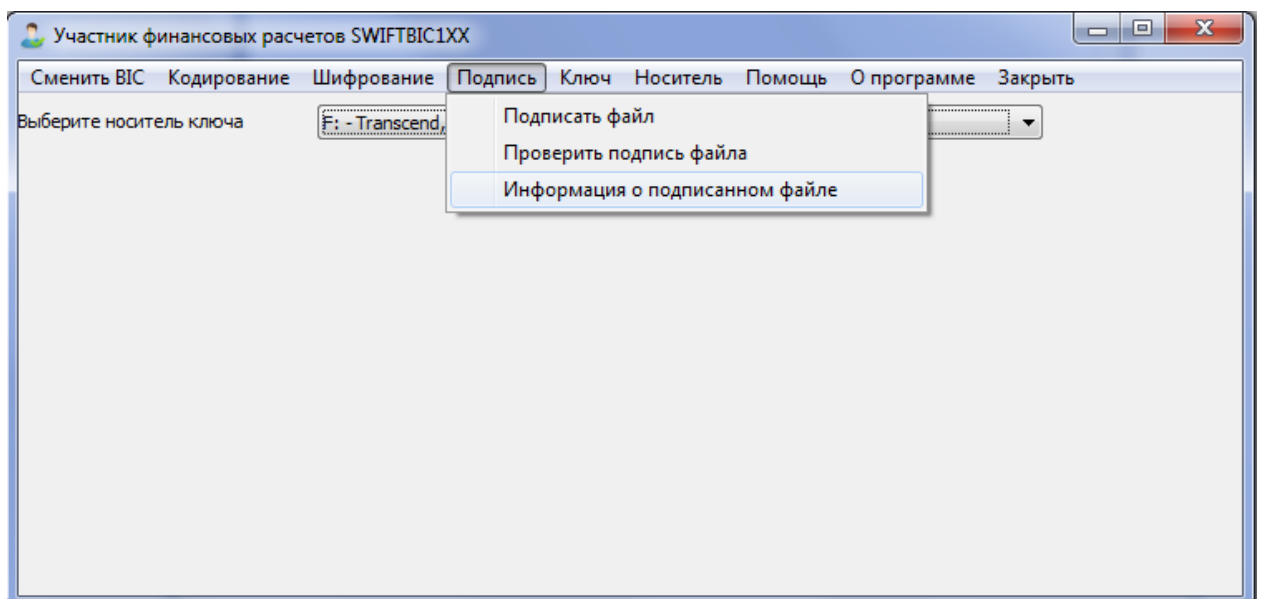 Участник финансовых расчетов SWIFTBIC1XX
Сменить BIC Кодирование Шифрование Подпись Ключ Носитель Помощь О программе Закрыть
Выберите носитель ключа F: - Transcend,
Подписать файл
Проверить подпись файла
Информация о подписанном файле